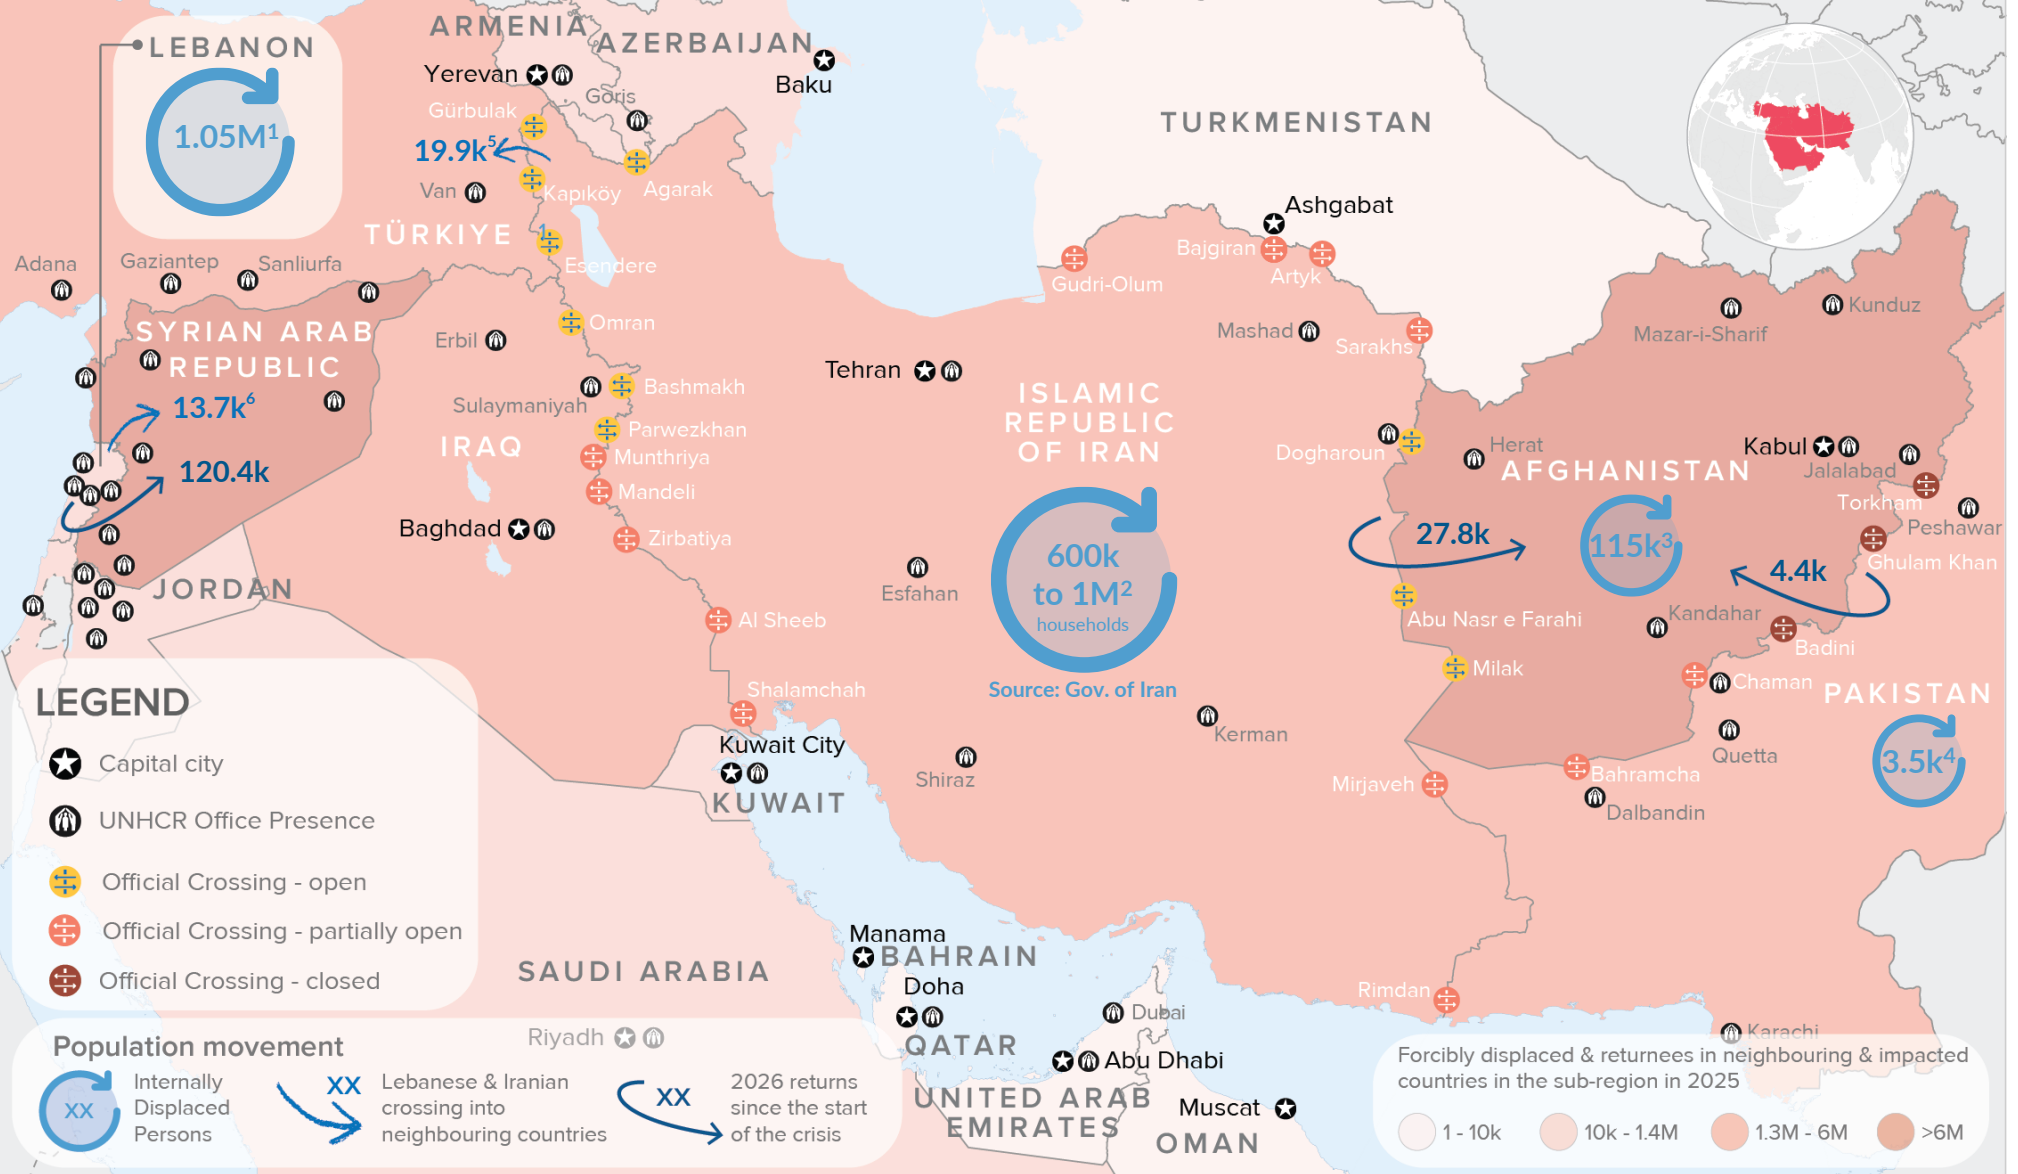 ARMENIA
AZERBAIJAN
LEBANON
1.05M1
Yerevan
Baku
Goris
Gürbulak
19.9k5
Van
Kapıköy
Agarak
TÜRKIYE
1
Esendere
TURKMENISTAN
Ashgabat
Bajgiran
Artyk
Gudri-Olum
Adana
Gaziantep
Sanliurfa
SYRIAN ARAB
REPUBLIC
13.7k6
120.4k
Erbil
Omran
Sulaymaniyah
Bashmakh
Parwezkhan
IRAQ
Munthriya
Mandeli
Baghdad
Zirbatiya
Tehran
ISLAMIC
REPUBLIC
OF IRAN
Mashad
Sarakhs
Mazar-i-Sharif
Kunduz
Dogharoun
Herat
AFGHANISTAN
Kabul
Jalalabad
Torkham
Peshawar
Ghulam Khan
27.8k
115k3
4.4k
JORDAN
Esfahan
600k
to 1M2
households
Source: Gov. of Iran
Al Sheeb
Abu Nasr e Farahi
Kandahar
Badini
Milak
Chaman
PAKISTAN
Quetta
3.5k4
Shalamchah
Kuwait City
KUWAIT
Shiraz
Kerman
Mirjaveh
Bahramcha
Dalbandin
LEGEND
Capital city
UNHCR Office Presence
Official Crossing - open
Official Crossing - partially open
Official Crossing - closed
SAUDI ARABIA
Riyadh
Manama
BAHRAIN
Doha
QATAR
Dubai
Abu Dhabi
UNITED ARAB
EMIRATES
Muscat
OMAN
Rimdan
Karachi
Population movement
XX
Internally
Displaced
Persons
XX
Lebanese & Iranian
crossing into
neighbouring countries
XX
2026 returns
since the start
of the crisis
Forcibly displaced & returnees in neighbouring & impacted
countries in the sub-region in 2025
1 - 10k
10k - 1.4M
1.3M - 6M
>6M